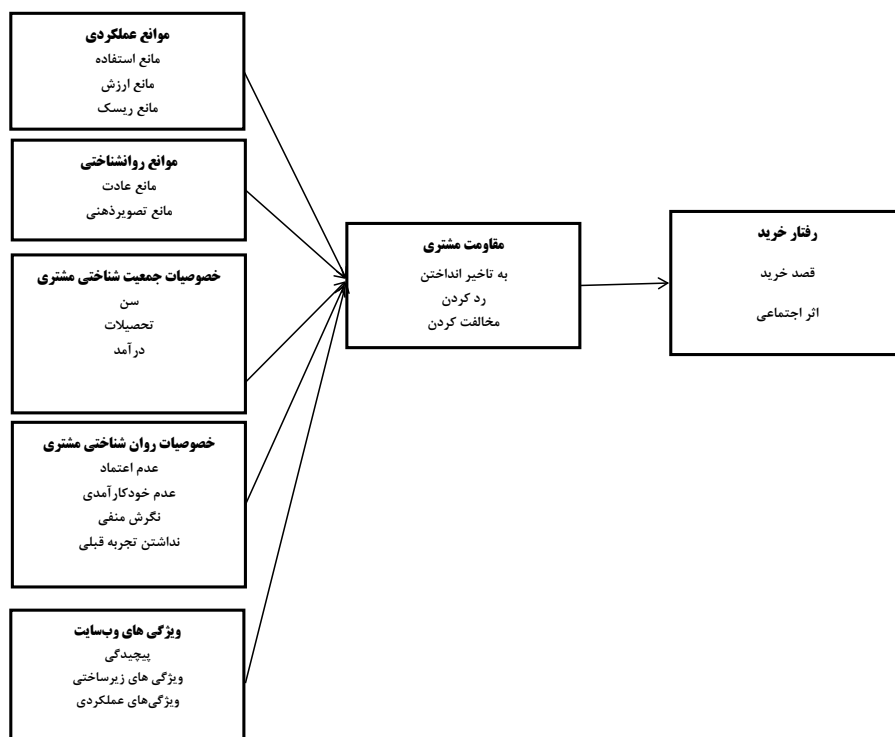 موانع عملکردی
مانع استفاده
مانع ارزش
مانع ریسک
موانع روانشناختی
مانع عادت
مانع تصویرذهنی
خصوصیات جمعیت شناختی مشتری
سن
تحصیلات
درآمد
خصوصیات روان شناختی مشتری
عدم اعتماد
عدم خودکارآمدی
نگرش منفی
نداشتن تجربه قبلی
ویژگی های وب‌سایت
پیچیدگی
ویژگی های زیرساختی
ویژگی‌های عملکردی
مقاومت مشتری
به تاخیر انداختن
رد کردن
مخالفت کردن
رفتار خرید
قصد خرید
اثر اجتماعی